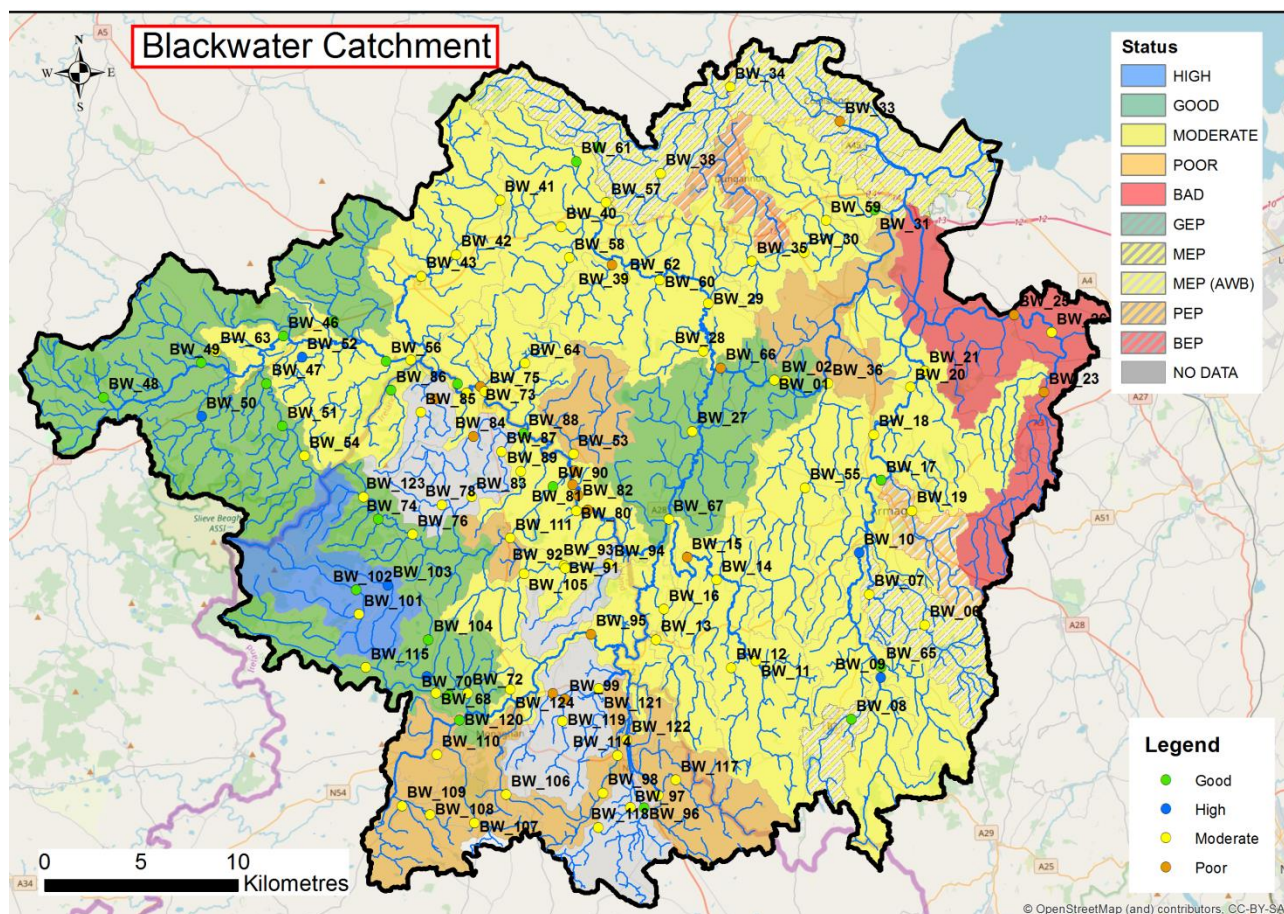 Blackwater Catchment
N
W E
S
Status
HIGH
GOOD
MODERATE
POOR
BAD
GEP
MEP
MEP (AWB)
PEP
BEP
NO DATA
A5
BW_34
BW_33
A45
BW_61
BW_38
BW_41
BW_57
BW_59
BW_40
BW_31
BW_42
BW_58
BW_35
BW_30
BW_43
BW_39
BW_62
BW_60
A4
BW_29
BW_25
BW_46
BW_26
BW_63
BW_52
BW_56
BW_64
BW_28
BW_49
BW_66
BW_02
BW_21
BW_47
BW_86
BW_75
BW_01
BW_36
BW_20
BW_48
BW_85
BW_73
BW_23
A27
BW_50
BW_84
BW_88
BW_27
BW_18
BW_51
BW_87
BW_53
BW_54
BW_89
BW_90
BW_55
BW_17
BW_123
BW_78
BW_83
BW_81
BW_82
BW_19
BW_74
BW_80
A28
BW_67
A51
Slieve Beagh
ASSI
BW_76
BW_111
BW_10
BW_92
BW_93
BW_94
BW_15
BW_102
BW_103
BW_105
BW_91
BW_14
BW_07
BW_101
BW_16
BW_06
A28
BW_104
BW_95
BW_13
BW_115
BW_12
BW_09
BW_65
BW_11
BW_70
BW_72
BW_99
BW_68
BW_124
BW_121
BW_120
BW_119
BW_122
BW_08
BW_110
BW_114
N54
BW_106
BW_98
BW_117
BW_109
BW_108
BW_97
BW_107
BW_118
BW_96
A29
A25
A34
0 5 10
Kilometres
Legend
Good
High
Moderate
Poor
© OpenStreetMap (and) contributors, CC-BY-SA